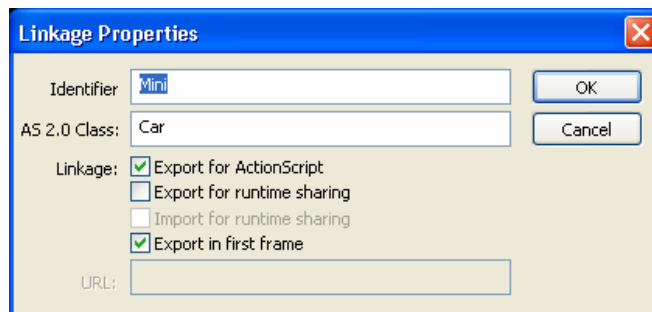 Linkage Properties
Identifier Mini OK
AS 2.0 Class: Car Cancel
Linkage: Export for ActionScript
Export for runtime sharing
Import for runtime sharing
Export in first frame
URL: